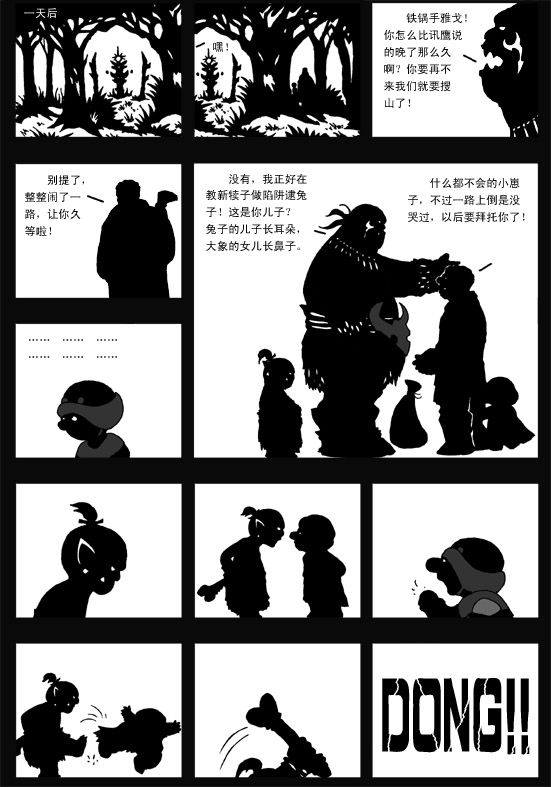 一天后
嘿！
铁锅手雅戈！
你怎么比讯鹰说
的晚了那么久
啊？你要再不
来我们就要搜
山了！
别提了，
整整闹了一
路，让你久
等啦！
没有，我正好在
教新犊子做陷阱逮兔
子！这是你儿子？
兔子的儿子长耳朵，
大象的女儿长鼻子。
什么都不会的小崽
子，不过一路上倒是没
哭过，以后要拜托你了！
…… …… ……
…… …… ……
DONG!!